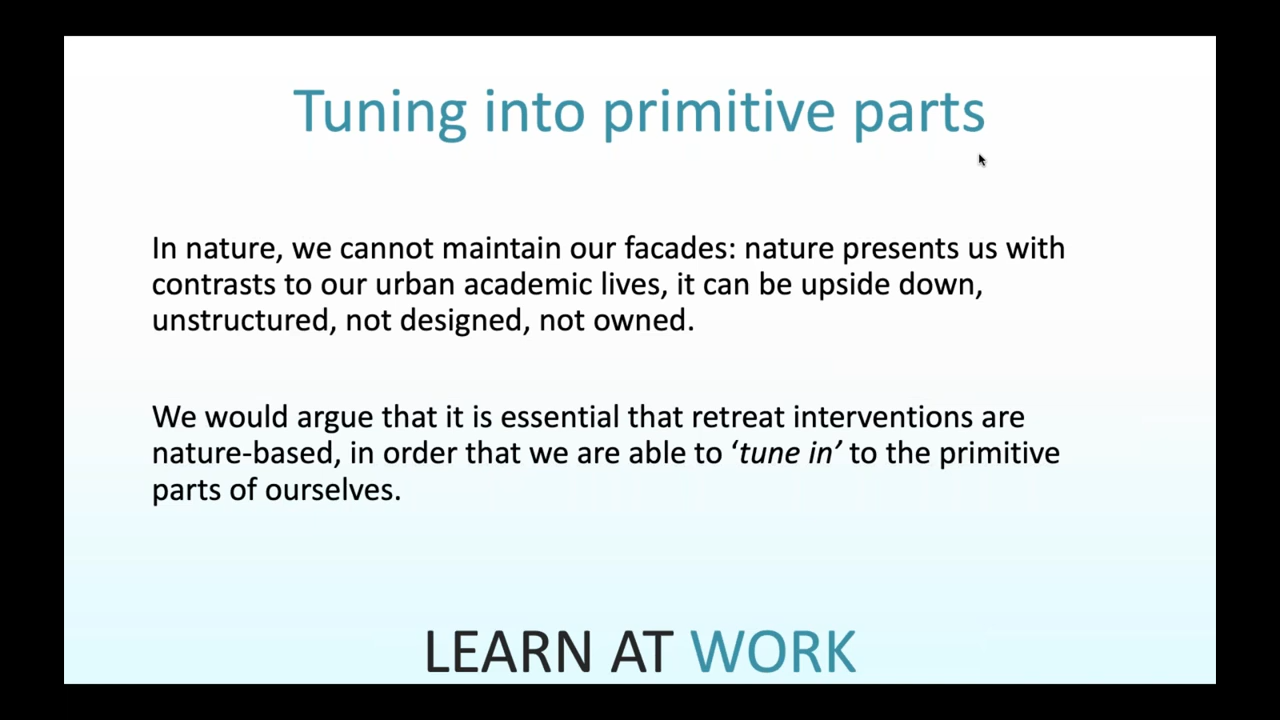 Tuning into primitive parts
In nature, we cannot maintain our facades: nature presents us with
contrasts to our urban academic lives, it can be upside down,
unstructured, not designed, not owned.
We would argue that it is essential that retreat interventions are
nature-based, in order that we are able to ‘tune in’ to the primitive
parts of ourselves.
LEARN AT WORK